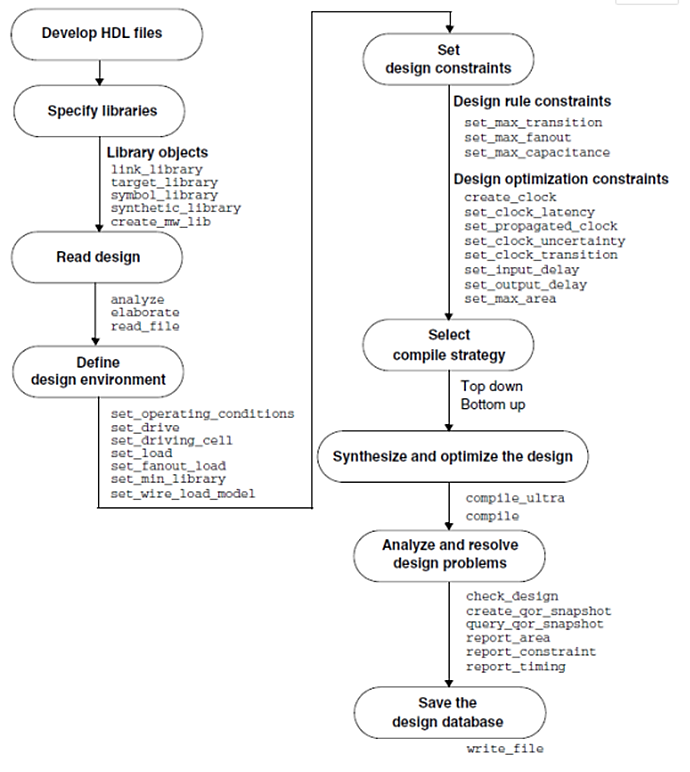 Develop HDL files
Specify libraries
Library objects
link_library
target_library
symbol_library
synthetic_library
create_mw_lib
Read design
analyze
elaborate
read_file
Define
design environment
set_operating_conditions
set_drive
set_driving_cell
set_load
set_fanout_load
set_min_library
set_wire_load_model
Set
design constraints
Design rule constraints
set_max_transition
set_max_fanout
set_max_capacitance
Design optimization constraints
create_clock
set_clock_latency
set_propagated_clock
set_clock_uncertainty
set_clock_transition
set_input_delay
set_output_delay
set_max_area
Select
compile strategy
Top down
Bottom up
Synthesize and optimize the design
compile_ultra
compile
Analyze and resolve
design problems
check_design
create_qor_snapshot
query_qor_snapshot
report_area
report_constraint
report_timing
Save the
design database
write_file